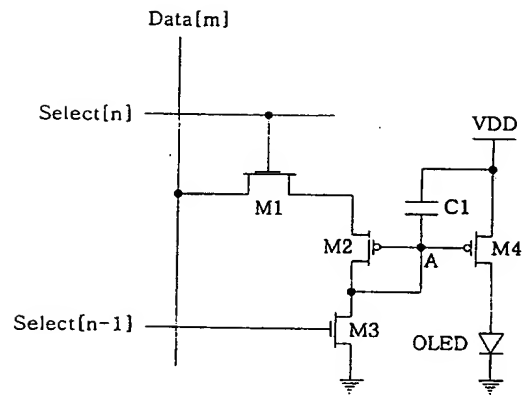 Data[m]
Select[n]
VDD
M1
C1
M2
A
M4
Select[n-1]
M3
OLED